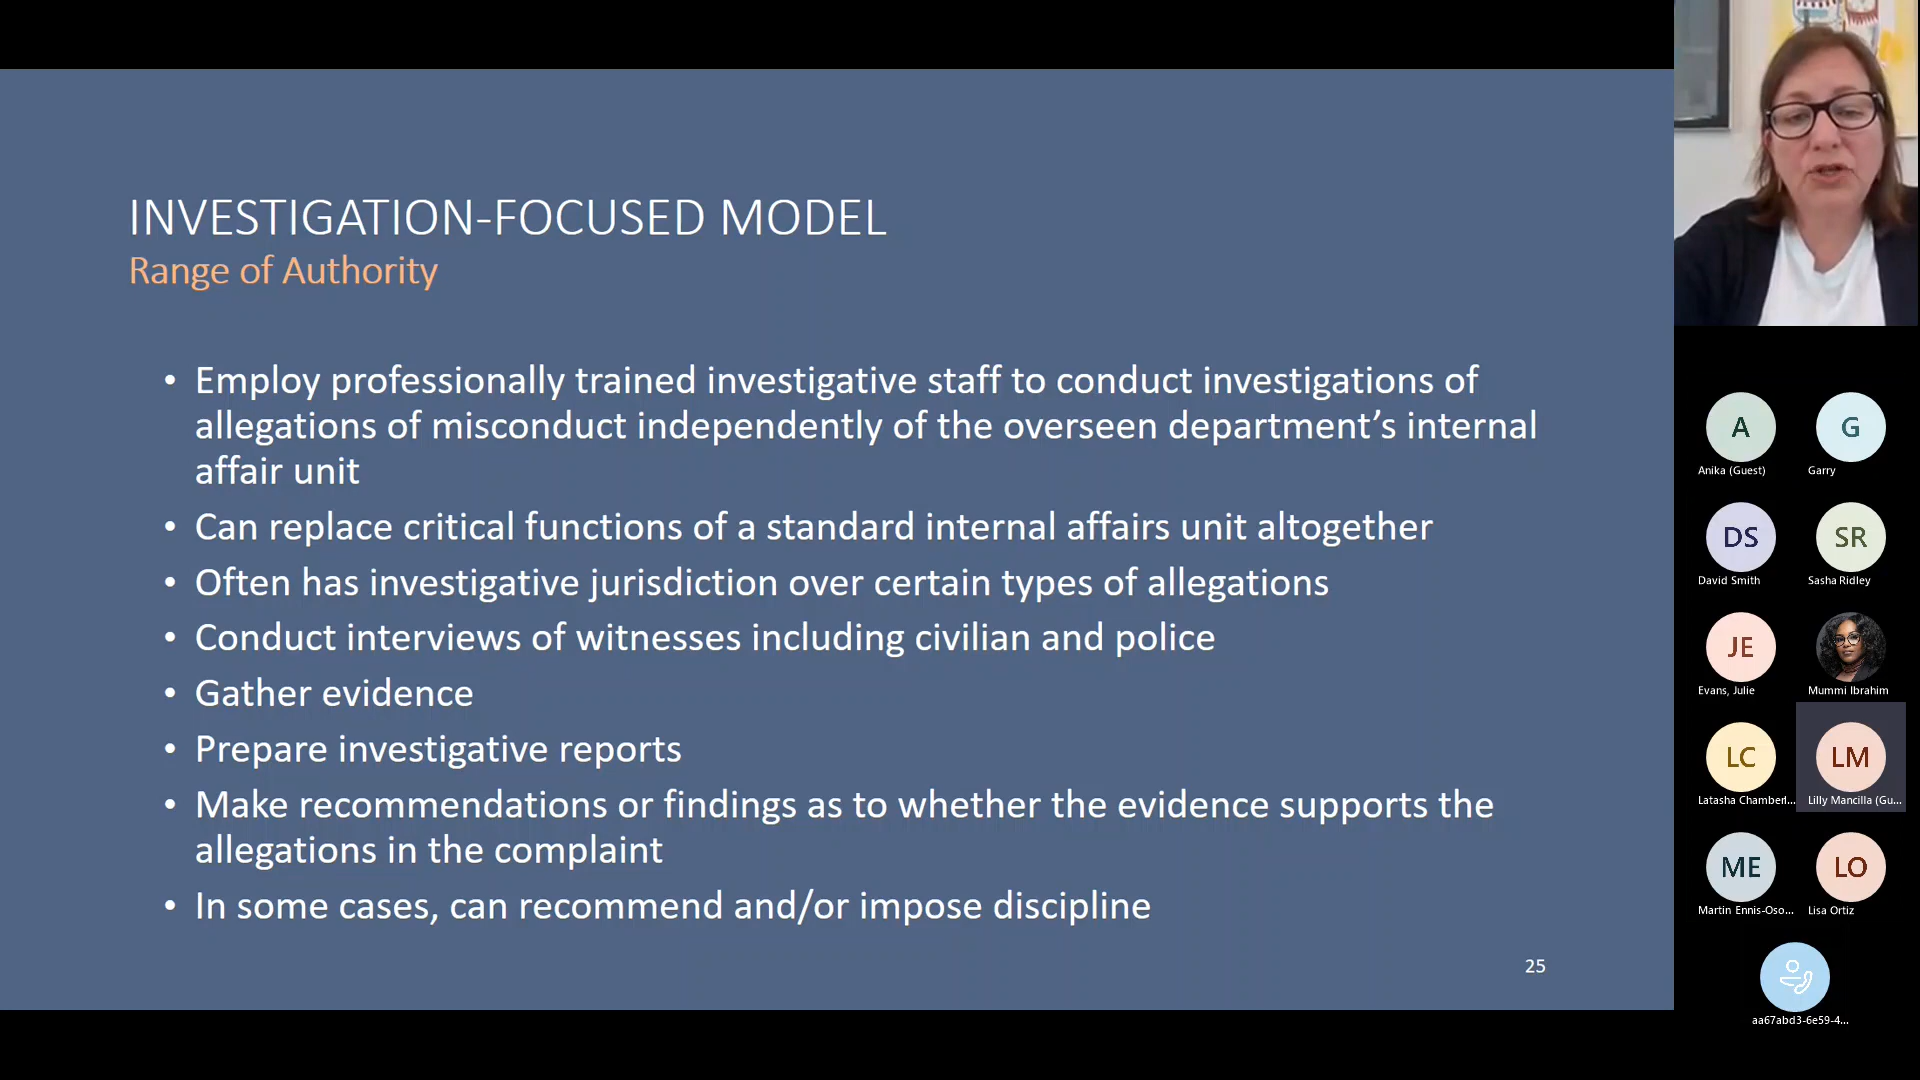 INVESTIGATION-FOCUSED MODEL
Range of Authority
• Employ professionally trained investigative staff to conduct investigations of
allegations of misconduct independently of the overseen department’s internal
affair unit
• Can replace critical functions of a standard internal affairs unit altogether
• Often has investigative jurisdiction over certain types of allegations
• Conduct interviews of witnesses including civilian and police
• Gather evidence
• Prepare investigative reports
• Make recommendations or findings as to whether the evidence supports the
allegations in the complaint
• In some cases, can recommend and/or impose discipline
25
A
Anika (Guest)
G
Garry
DS
David Smith
SR
Sasha Ridley
JE
Evans, Julie
Mummi Ibrahim
LC
Latasha Chamberl...
LM
Lilly Mancilla (Gu...
ME
Martin Ennis-Oso...
LO
Lisa Ortiz
aa67abd3-6e59-4...